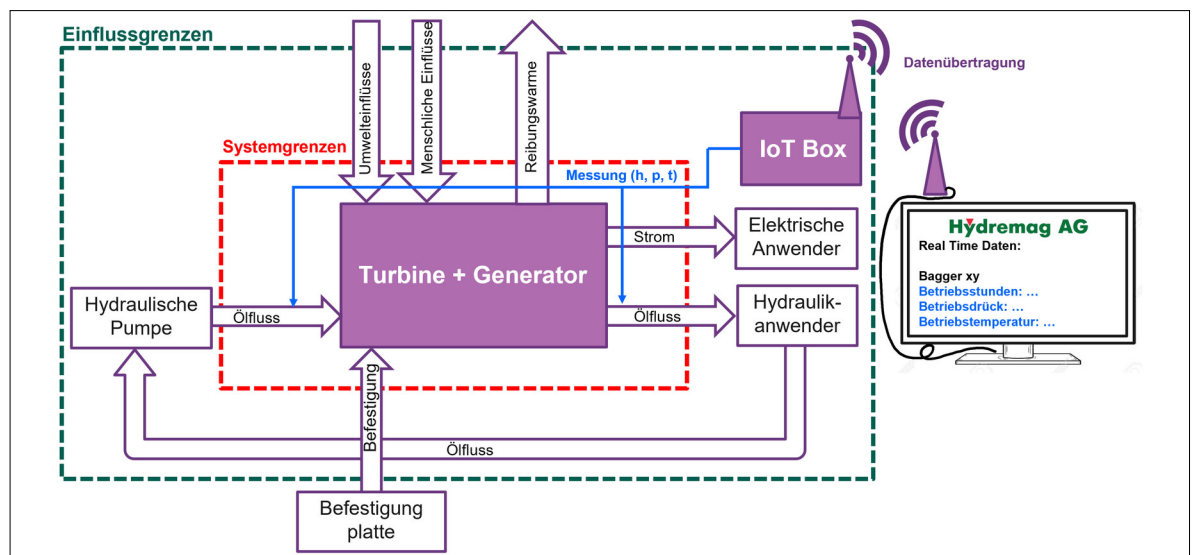 Einflussgrenzen
Umwelteinflüsse
Menschliche Einflüsse
Reibungswärme
Datenübertragung
IoT Box
Systemgrenzen
Messung (h, p, t)
Turbine + Generator
Strom
Elektrische
Anwender
Hydraulische
Pumpe
Ölfluss
Ölfluss
Hydraulik-
anwender
Befestigung
Ölfluss
Befestigung
platte
Hydremag AG
Real Time Daten:
Bagger xy
Betriebsstunden: ...
Betriebsdrück: ...
Betriebstemperatur: ...